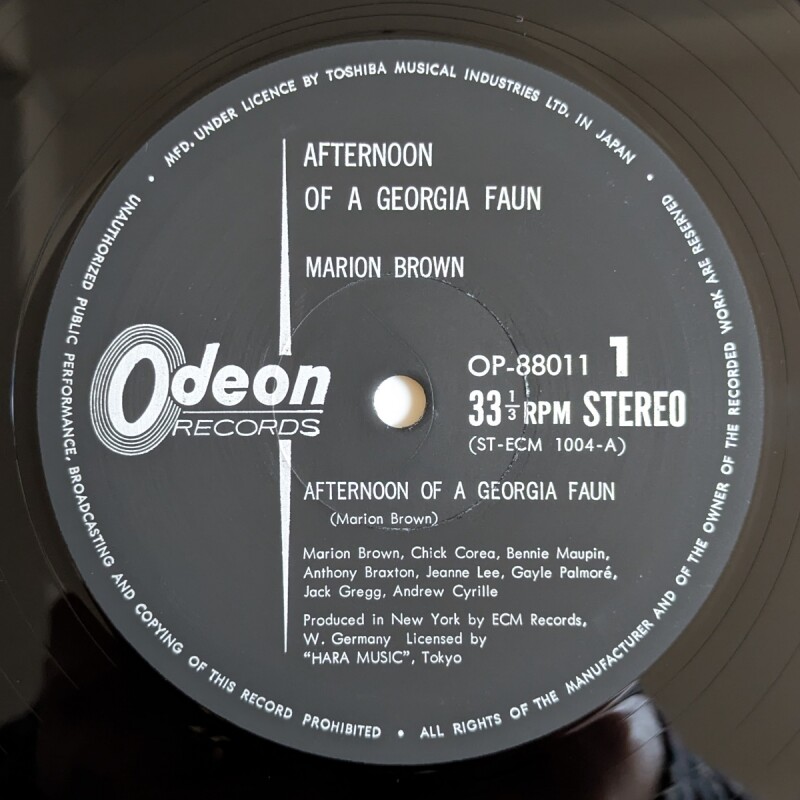 MFD. UNDER LICENCE BY TOSHIBA MUSICAL INDUSTRIES LTD. IN JAPAN
AFTERNOON
OF A GEORGIA FAUN
MARION BROWN
Odeon
RECORDS
OP-88011 1
33 1/3 RPM STEREO
(ST-ECM 1004-A)
AFTERNOON OF A GEORGIA FAUN
(Marion Brown)
Marion Brown, Chick Corea, Bennie Maupin,
Anthony Braxton, Jeanne Lee, Gayle Palmoré,
Jack Gregg, Andrew Cyrille
Produced in New York by ECM Records,
W. Germany Licensed by
"HARA MUSIC", Tokyo
UNAUTHORIZED PUBLIC PERFORMANCE, BROADCASTING AND COPYING OF THIS RECORD PROHIBITED • ALL RIGHTS OF THE MANUFACTURER AND OF THE OWNER OF THE RECORDED WORK ARE RESERVED •